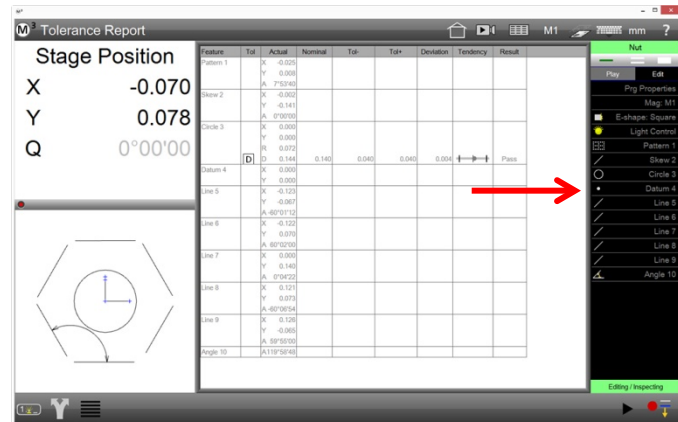 M³ Tolerance Report
M1
mm
?
Stage Position
X -0.070
Y 0.078
Q 0°00'00
Feature Tol Actual Nominal Tol- Tol+ Deviation Tendency Result
Pattern 1 X -0.025
Y 0.008
A 7°53'40
Skew 2 X -0.062
Y -0.141
A 0°00'00
Circle 3 X 0.000
Y 0.000
R 0.072
D D 0.144 0.140 0.040 0.040 0.004 Pass
Datum 4 X 0.000
Y 0.000
Line 5 X -0.123
Y -0.067
A -60°01'12
Line 6 X -0.122
Y 0.070
A 60°02'00
Line 7 X 0.000
Y 0.140
A 0°04'22
Line 8 X 0.121
Y 0.073
A -60°06'54
Line 9 X 0.126
Y -0.065
A 59°55'00
Angle 10 A 119°58'48
Nut
Play Edit
Prg Properties
Mag: M1
E-shape: Square
Light Control
Pattern 1
Skew 2
Circle 3
Datum 4
Line 5
Line 6
Line 7
Line 8
Line 9
Angle 10
Editing / Inspecting